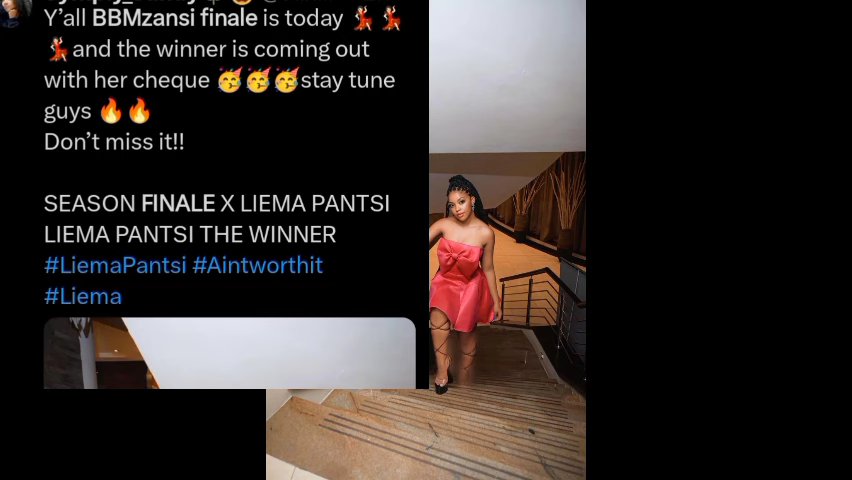 Y'all BBMzansi finale is today 💃💃
💃and the winner is coming out
with her cheque 🥳🥳🥳stay tune
guys 🔥🔥
Don't miss it!!
SEASON FINALE X LIEMA PANTSI
LIEMA PANTSI THE WINNER
#LiemaPantsi #Aintworthit
#Liema